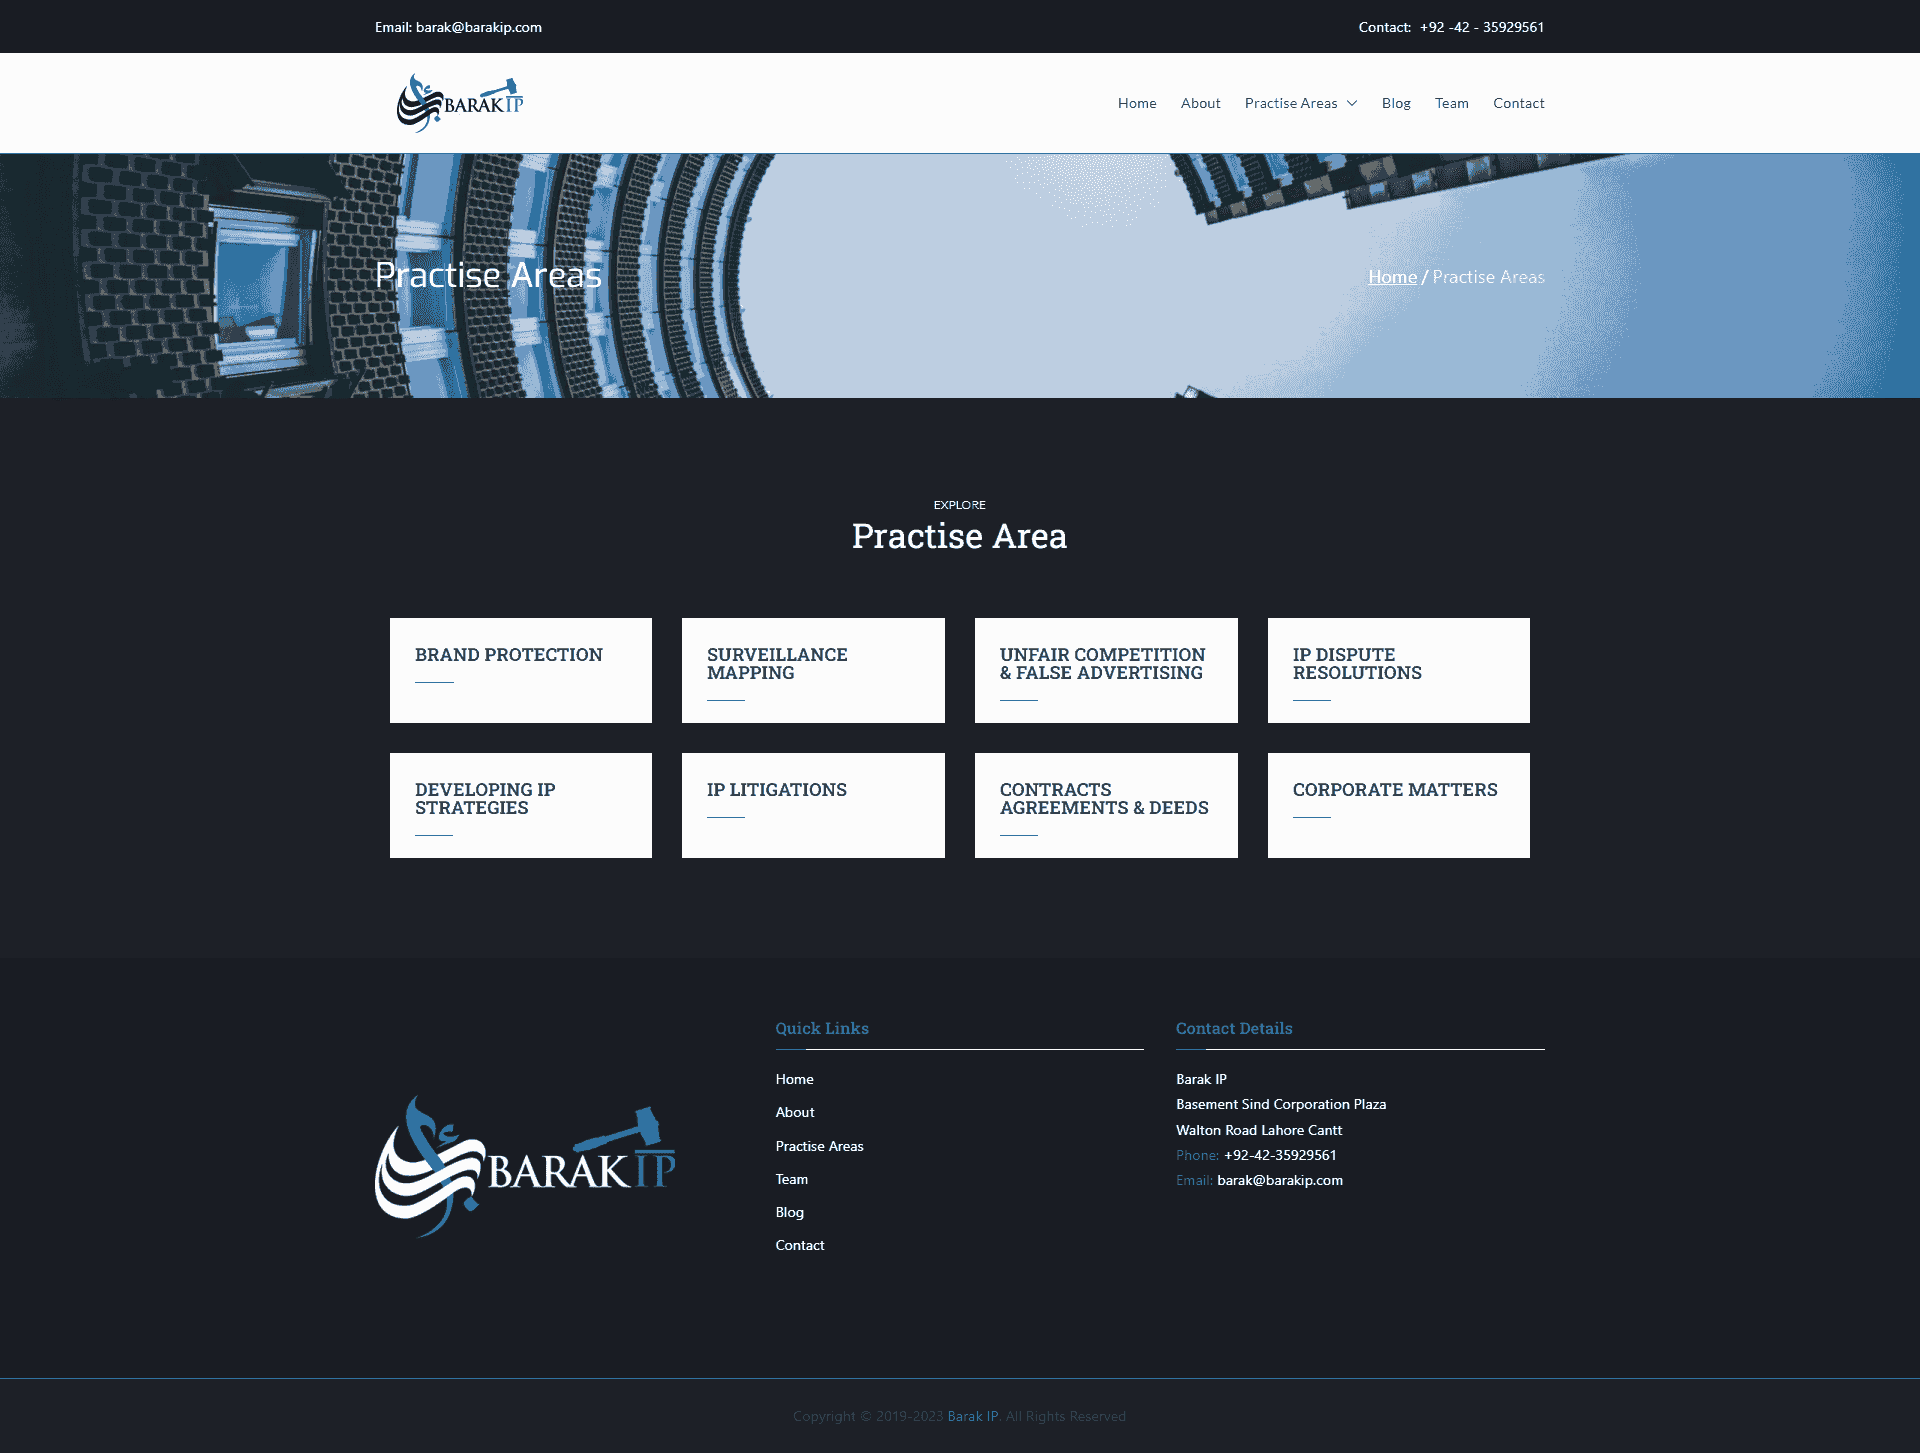 Email: barak@barakip.com
Contact: +92 -42 - 35929561
BARAK IP
Home About Practise Areas Blog Team Contact
Practise Areas
Home / Practise Areas
EXPLORE
Practise Area
BRAND PROTECTION
SURVEILLANCE
MAPPING
UNFAIR COMPETITION
& FALSE ADVERTISING
IP DISPUTE
RESOLUTIONS
DEVELOPING IP
STRATEGIES
IP LITIGATIONS
CONTRACTS
AGREEMENTS & DEEDS
CORPORATE MATTERS
BARAK IP
Quick Links
Home
About
Practise Areas
Team
Blog
Contact
Contact Details
Barak IP
Basement Sind Corporation Plaza
Walton Road Lahore Cantt
Phone: +92-42-35929561
Email: barak@barakip.com
Copyright © 2019-2023 Barak IP. All Rights Reserved